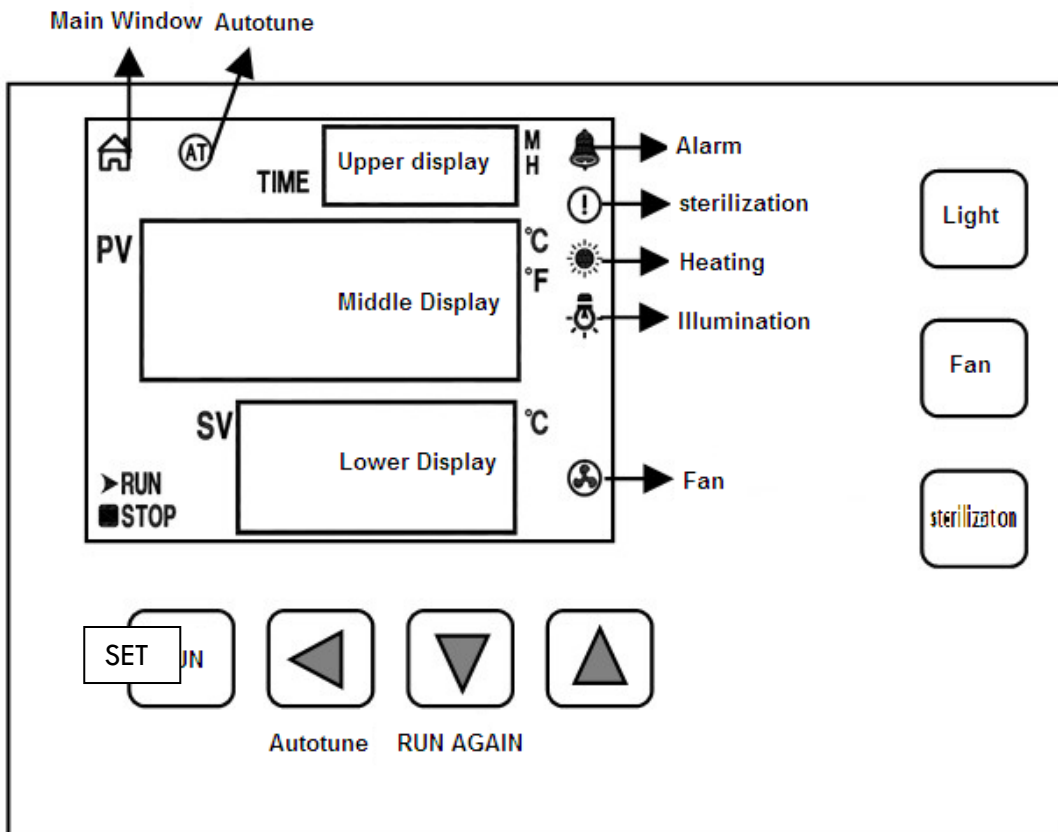 Main Window Autotune
AT
TIME
Upper display
M
H
Alarm
sterilization
PV
°C
°F
Middle Display
Heating
Illumination
SV
°C
Lower Display
Fan
RUN
STOP
Light
Fan
sterilizaton
SET
UN
Autotune RUN AGAIN